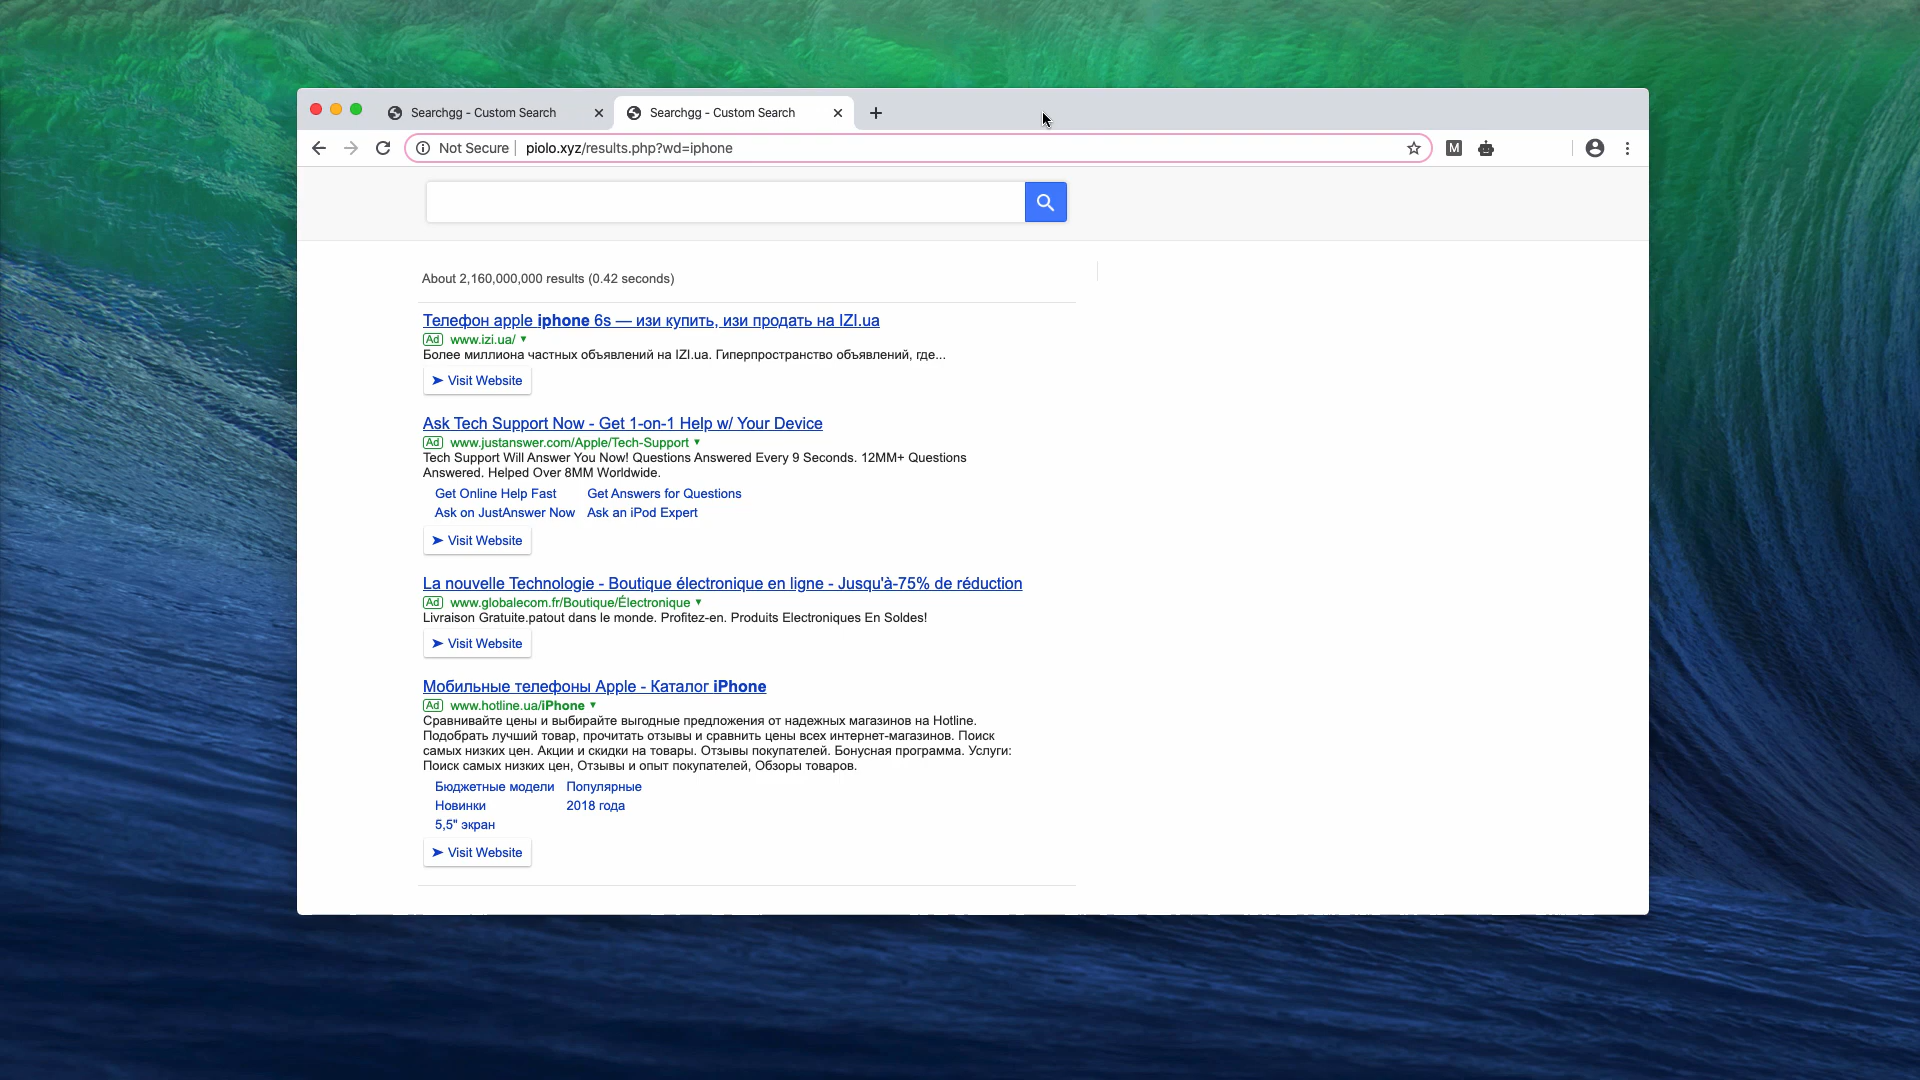 Searchgg - Custom Search
Searchgg - Custom Search
Not Secure
piolo.xyz/results.php?wd=iphone
M
About 2,160,000,000 results (0.42 seconds)
Телефон apple iphone 6s — изи купить, изи продать на IZI.ua
Ad www.izi.ua/
Более миллиона частных объявлений на IZI.ua. Гиперпространство объявлений, где...
Visit Website
Ask Tech Support Now - Get 1-on-1 Help w/ Your Device
Ad www.justanswer.com/Apple/Tech-Support
Tech Support Will Answer You Now! Questions Answered Every 9 Seconds. 12MM+ Questions
Answered. Helped Over 8MM Worldwide.
Get Online Help Fast Get Answers for Questions
Ask on JustAnswer Now Ask an iPod Expert
Visit Website
La nouvelle Technologie - Boutique électronique en ligne - Jusqu'à-75% de réduction
Ad www.globalecom.fr/Boutique/Électronique
Livraison Gratuite.patout dans le monde. Profitez-en. Produits Electroniques En Soldes!
Visit Website
Мобильные телефоны Apple - Каталог iPhone
Ad www.hotline.ua/iPhone
Сравнивайте цены и выбирайте выгодные предложения от надежных магазинов на Hotline.
Подобрать лучший товар, прочитать отзывы и сравнить цены всех интернет-магазинов. Поиск
самых низких цен. Акции и скидки на товары. Отзывы покупателей. Бонусная программа. Услуги:
Поиск самых низких цен, Отзывы и опыт покупателей, Обзоры товаров.
Бюджетные модели Популярные
Новинки 2018 года
5,5" экран
Visit Website